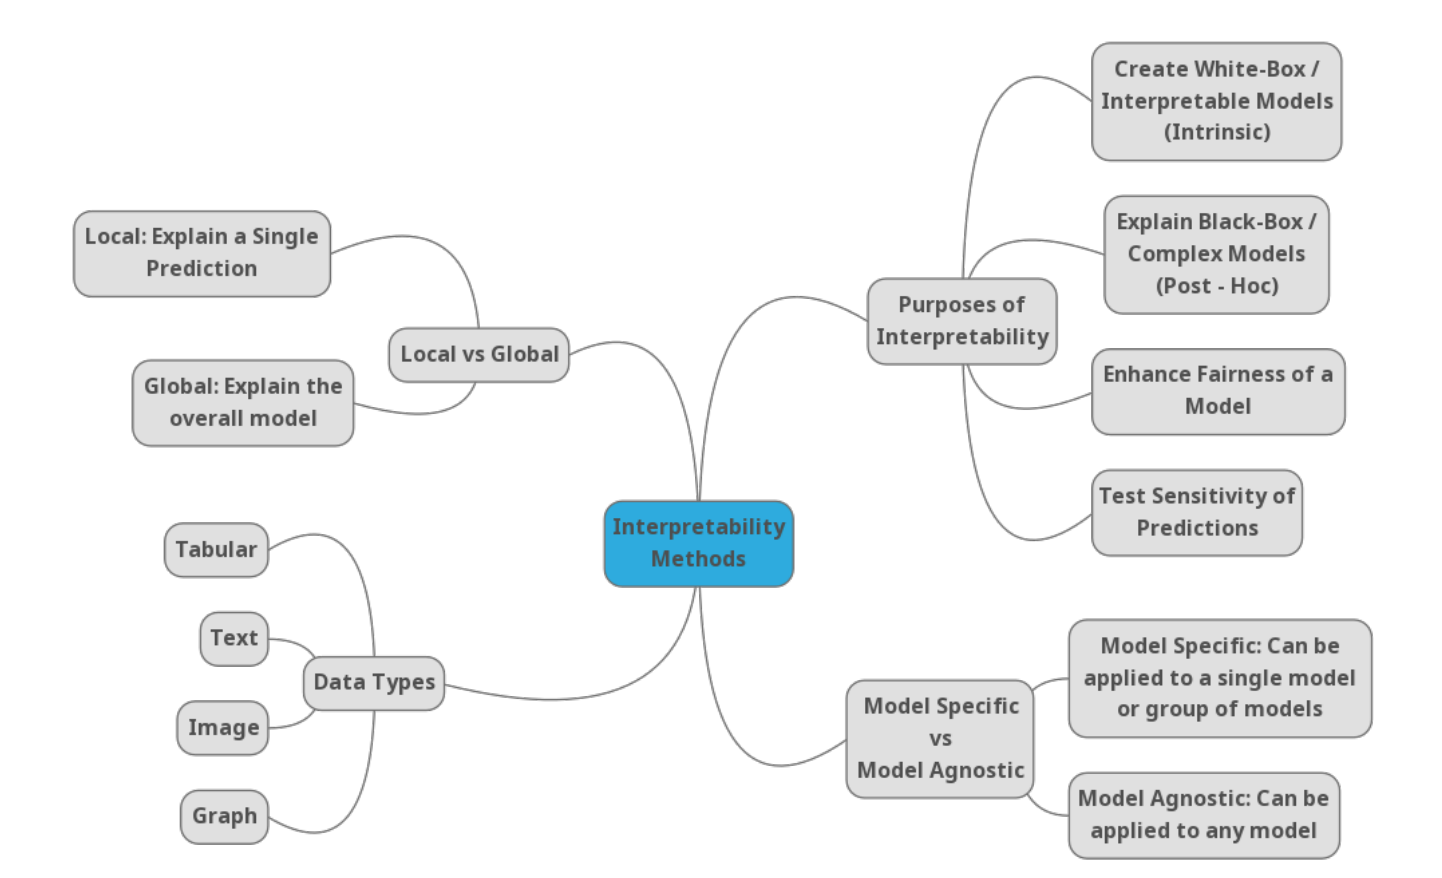 Create White-Box /
Interpretable Models
(Intrinsic)
Explain Black-Box /
Complex Models
(Post - Hoc)
Local: Explain a Single
Prediction
Purposes of
Interpretability
Local vs Global
Global: Explain the
overall model
Enhance Fairness of a
Model
Test Sensitivity of
Predictions
Interpretability
Methods
Tabular
Text
Data Types
Image
Graph
Model Specific: Can be
applied to a single model
or group of models
Model Specific
vs
Model Agnostic
Model Agnostic: Can be
applied to any model